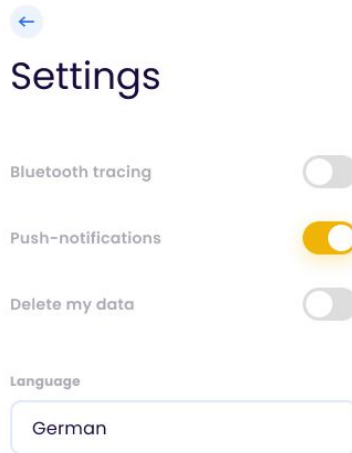 Settings
Bluetooth tracing
Push-notifications
Delete my data
Language
German